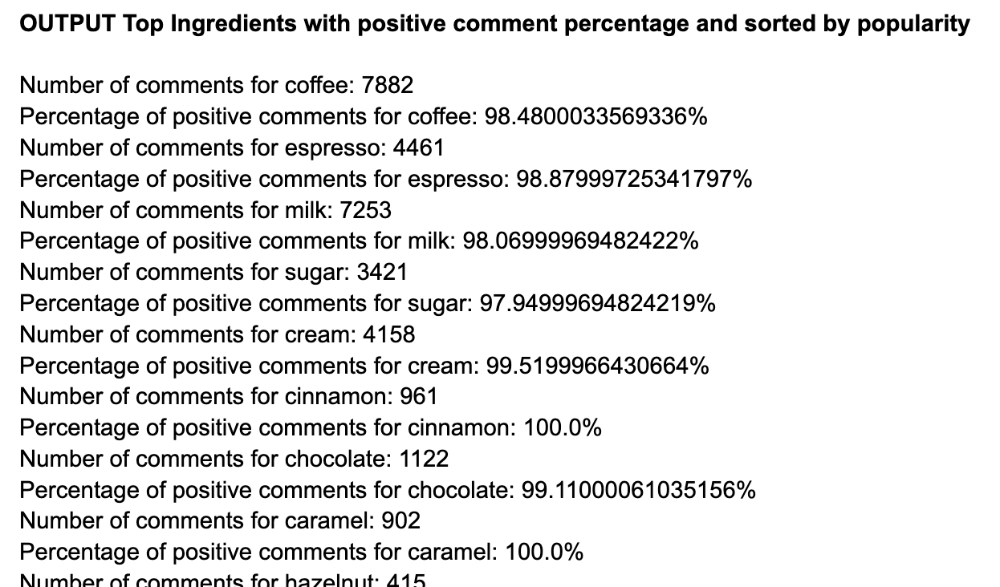 OUTPUT Top Ingredients with positive comment percentage and sorted by popularity
Number of comments for coffee: 7882
Percentage of positive comments for coffee: 98.4800033569336%
Number of comments for espresso: 4461
Percentage of positive comments for espresso: 98.87999725341797%
Number of comments for milk: 7253
Percentage of positive comments for milk: 98.06999969482422%
Number of comments for sugar: 3421
Percentage of positive comments for sugar: 97.94999694824219%
Number of comments for cream: 4158
Percentage of positive comments for cream: 99.5199966430664%
Number of comments for cinnamon: 961
Percentage of positive comments for cinnamon: 100.0%
Number of comments for chocolate: 1122
Percentage of positive comments for chocolate: 99.11000061035156%
Number of comments for caramel: 902
Percentage of positive comments for caramel: 100.0%
Number of comments for hazelnut: 415